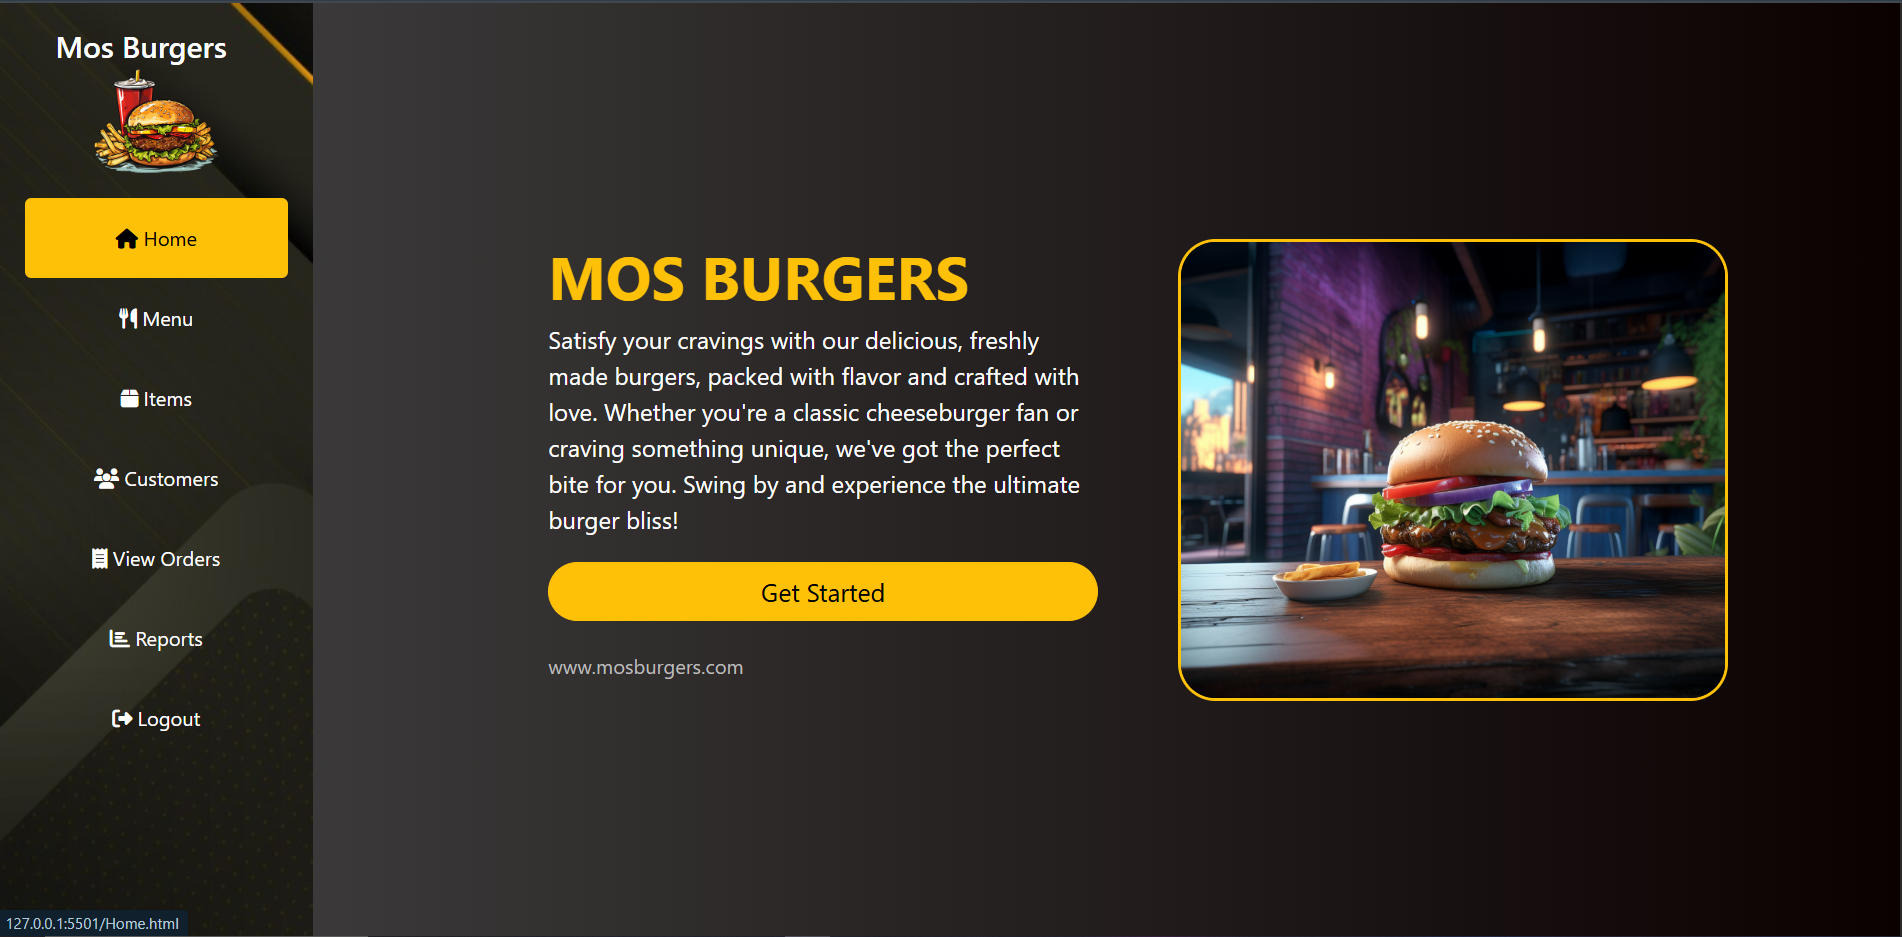 Mos Burgers
Home
Menu
Items
Customers
View Orders
Reports
Logout
MOS BURGERS
Satisfy your cravings with our delicious, freshly
made burgers, packed with flavor and crafted with
love. Whether you're a classic cheeseburger fan or
craving something unique, we've got the perfect
bite for you. Swing by and experience the ultimate
burger bliss!
Get Started
www.mosburgers.com
127.0.0.1:5501/Home.html